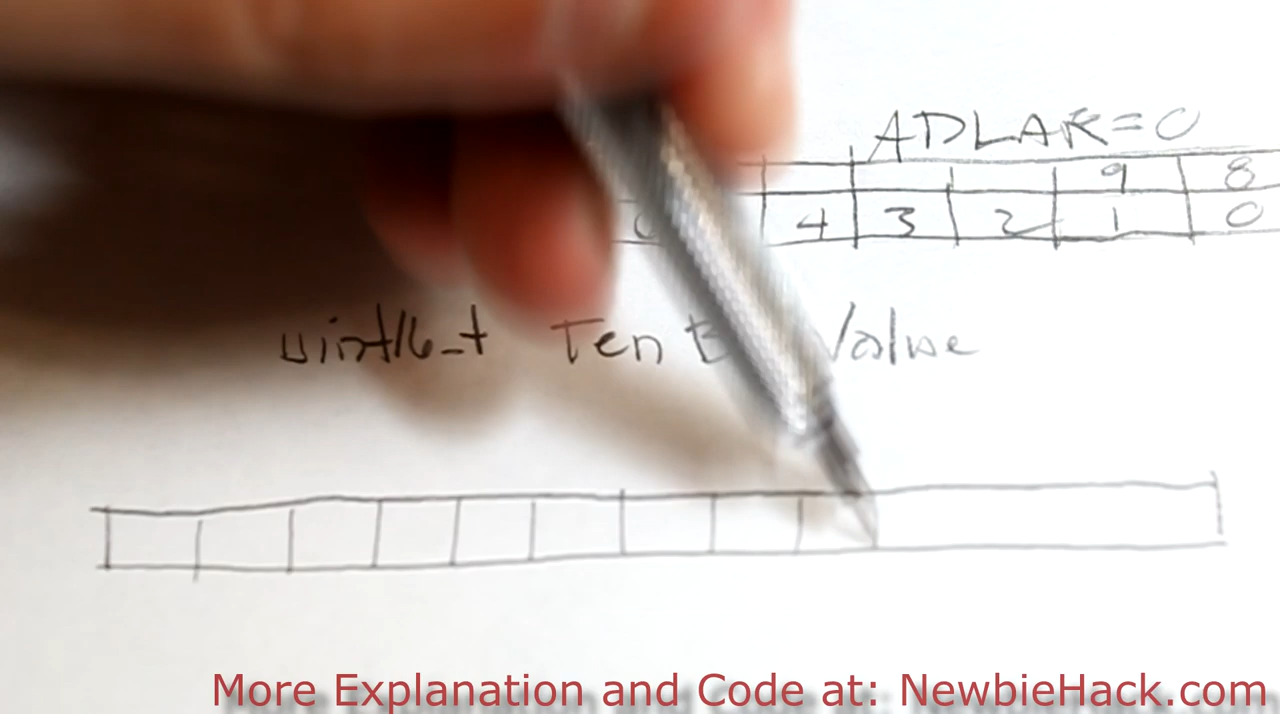 ADLAR=0
9 8
4 3 2 1 0
uint16_t Ten Value
More Explanation and Code at: NewbieHack.com